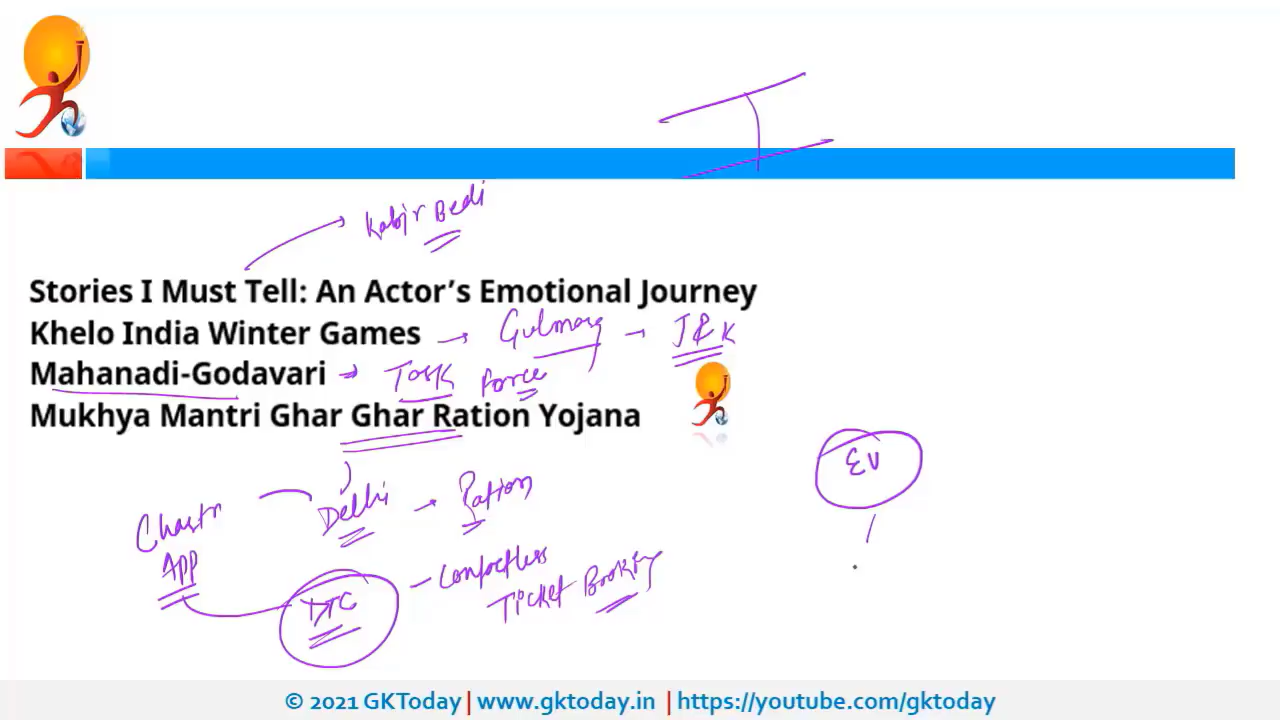 Kabir Bedi
Stories I Must Tell: An Actor's Emotional Journey
Khelo India Winter Games → Gulmarg – J&K
Mahanadi-Godavari → Task force
Mukhya Mantri Ghar Ghar Ration Yojana
EV
Delhi → Ration
App
DTC – Contactless
Ticket Booking
© 2021 GKToday | www.gktoday.in | https://youtube.com/gktoday